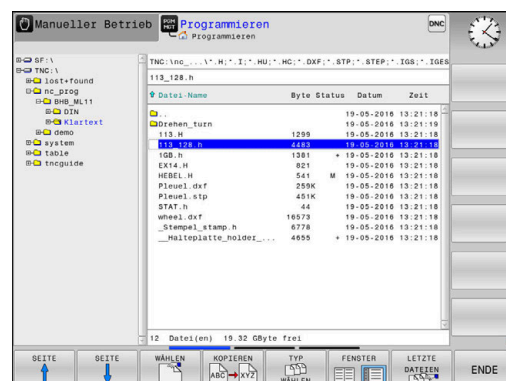 Manueller Betrieb
PGM MGT
Programmieren
Programmieren
DNC
SF:\
TNC:\
lost+found
nc_prog
BHB_ML11
DIN
Klartext
demo
system
table
tncguide
TNC:\nc_...\*.H;*.I;*.HU;*.HC;*.DXF;*.STP;*.STEP;*.IGS;*.IGES
113_128.h
Datei-Name Byte Status Datum Zeit
.. 19-05-2016 13:21:18
Drehen_turn 19-05-2016 13:21:19
113.H 1299 19-05-2016 13:21:18
113_128.h 4483 19-05-2016 13:21:18
1GB.h 1381 + 19-05-2016 13:21:18
EX14.H 821 19-05-2016 13:21:18
HEBEL.H 541 M 19-05-2016 13:21:18
Pleuel.dxf 259K 19-05-2016 13:21:18
Pleuel.stp 451K 19-05-2016 13:21:18
STAT.h 44 19-05-2016 13:21:18
wheel.dxf 16573 19-05-2016 13:21:18
_Stempel_stamp.h 6778 19-05-2016 13:21:18
__Halteplatte_holder_... 4655 + 19-05-2016 13:21:18
12 Datei(en) 19.32 GByte frei
SEITE
SEITE
WÄHLEN
KOPIEREN
ABC → XYZ
TYP
WÄHLEN
FENSTER
LETZTE
DATEIEN
ENDE